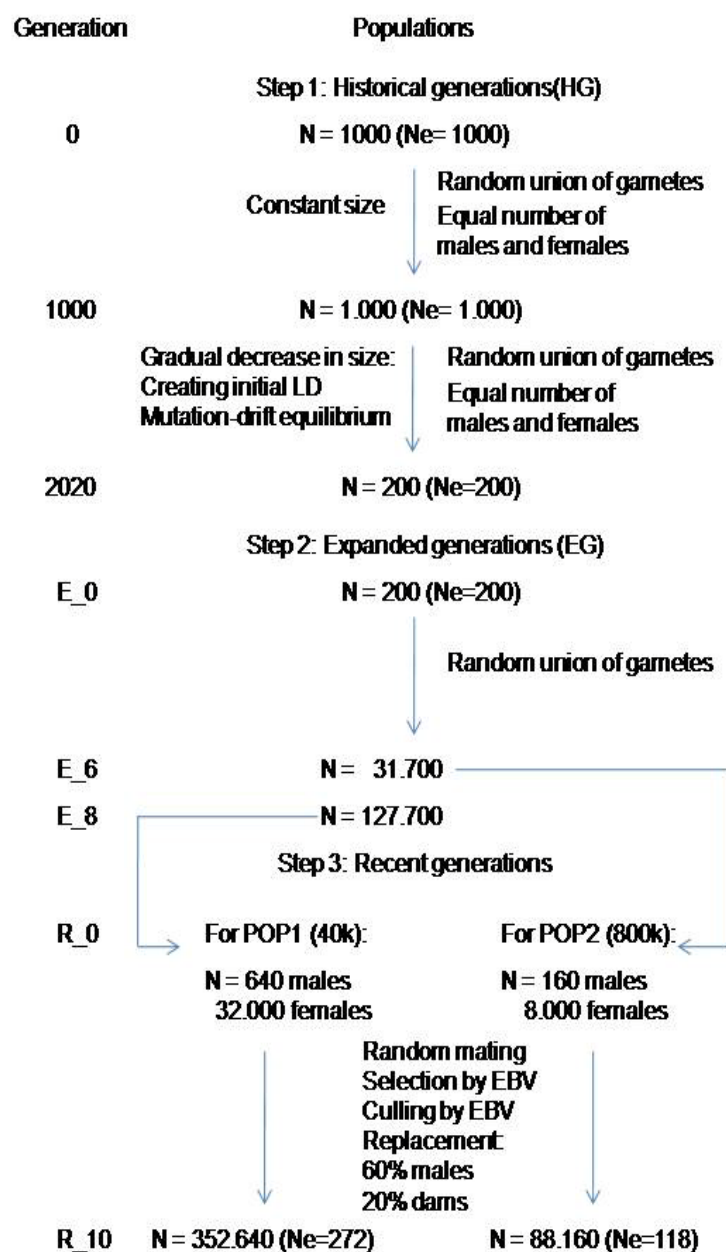 Generation Populations
Step 1: Historical generations(HG)
0 N = 1000 (Ne= 1000)
Constant size
Random union of gametes
Equal number of
males and females
1000 N = 1.000 (Ne= 1.000)
Gradual decrease in size:
Creating initial LD
Mutation-drift equilibrium
Random union of gametes
Equal number of
males and females
2020 N = 200 (Ne=200)
Step 2: Expanded generations (EG)
E_0 N = 200 (Ne=200)
Random union of gametes
E_6 N = 31.700
E_8 N = 127.700
Step 3: Recent generations
R_0 For POP1 (40k): For POP2 (800k):
N = 640 males N = 160 males
32.000 females 8.000 females
Random mating
Selection by EBV
Culling by EBV
Replacement:
60% males
20% dams
R_10 N = 352.640 (Ne=272) N = 88.160 (Ne=118)